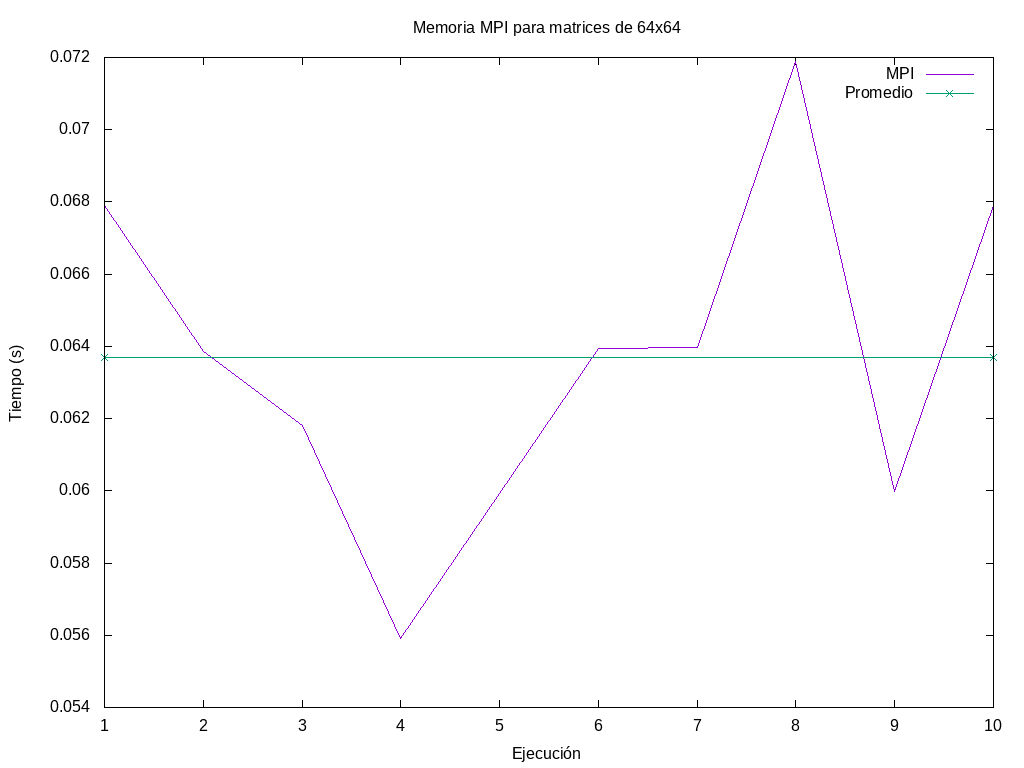 Memoria MPI para matrices de 64x64
MPI
Promedio
0.072
0.07
0.068
0.066
0.064
0.062
0.06
0.058
0.056
0.054
Tiempo (s)
1 2 3 4 5 6 7 8 9 10
Ejecución